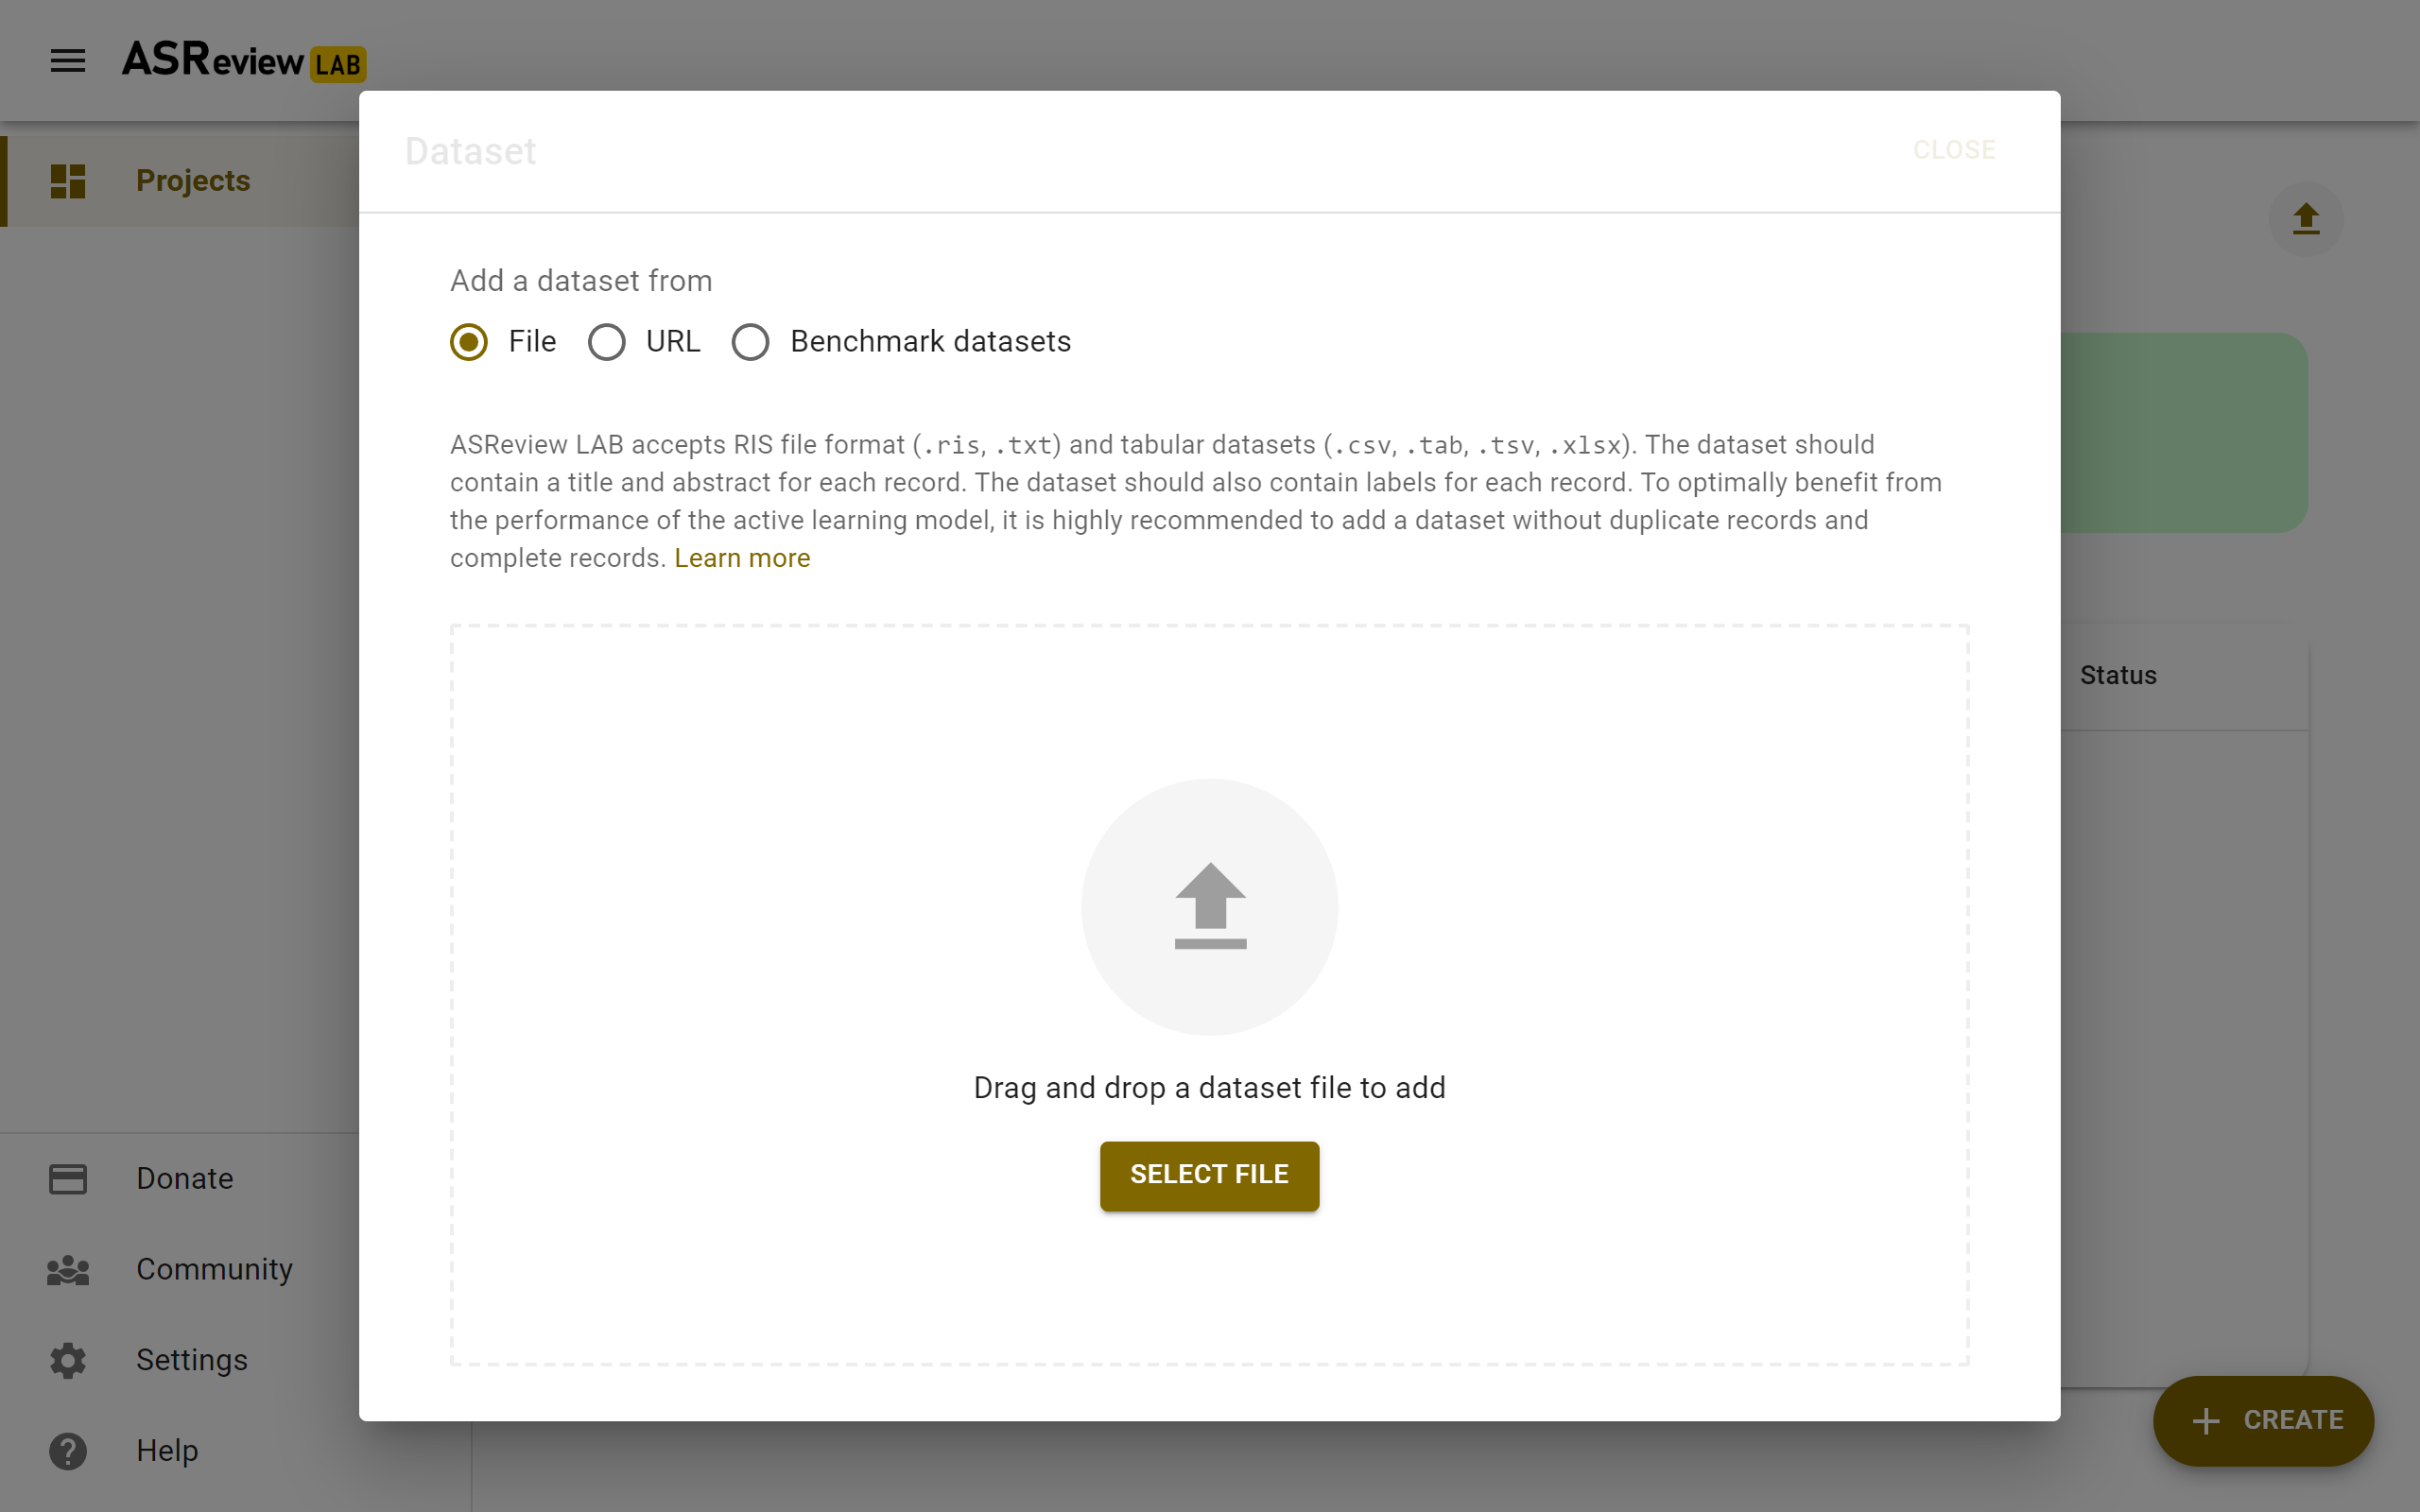 ASReview LAB
Projects
Dataset
CLOSE
Add a dataset from
File
URL
Benchmark datasets
ASReview LAB accepts RIS file format (.ris, .txt) and tabular datasets (.csv, .tab, .tsv, .xlsx). The dataset should
contain a title and abstract for each record. The dataset should also contain labels for each record. To optimally benefit from
the performance of the active learning model, it is highly recommended to add a dataset without duplicate records and
complete records. Learn more
Status
Drag and drop a dataset file to add
SELECT FILE
Donate
Community
Settings
Help
CREATE